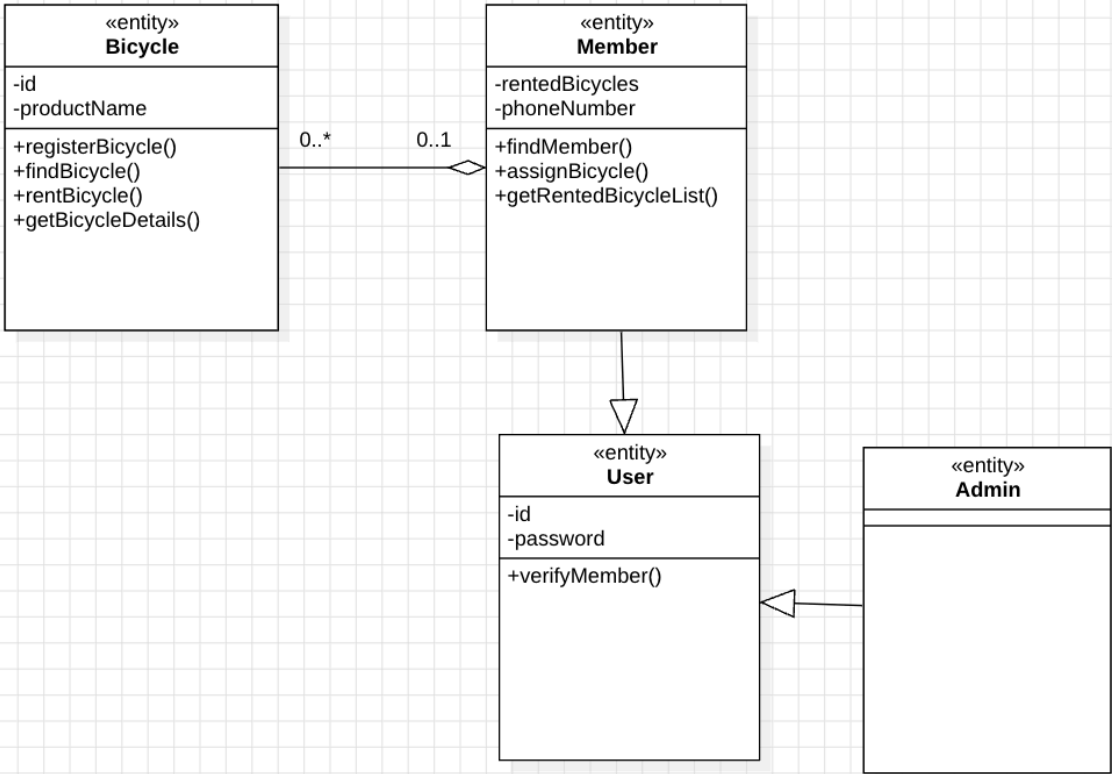 «entity»
Bicycle
-id
-productName
+registerBicycle()
+findBicycle()
+rentBicycle()
+getBicycleDetails()
0..*
0..1
«entity»
Member
-rentedBicycles
-phoneNumber
+findMember()
+assignBicycle()
+getRentedBicycleList()
«entity»
User
-id
-password
+verifyMember()
«entity»
Admin